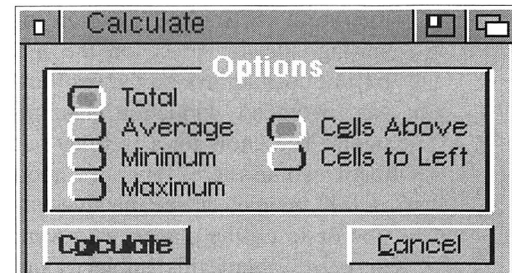 Calculate
Options
Total
Average
Cells Above
Minimum
Cells to Left
Maximum
Calculate
Cancel